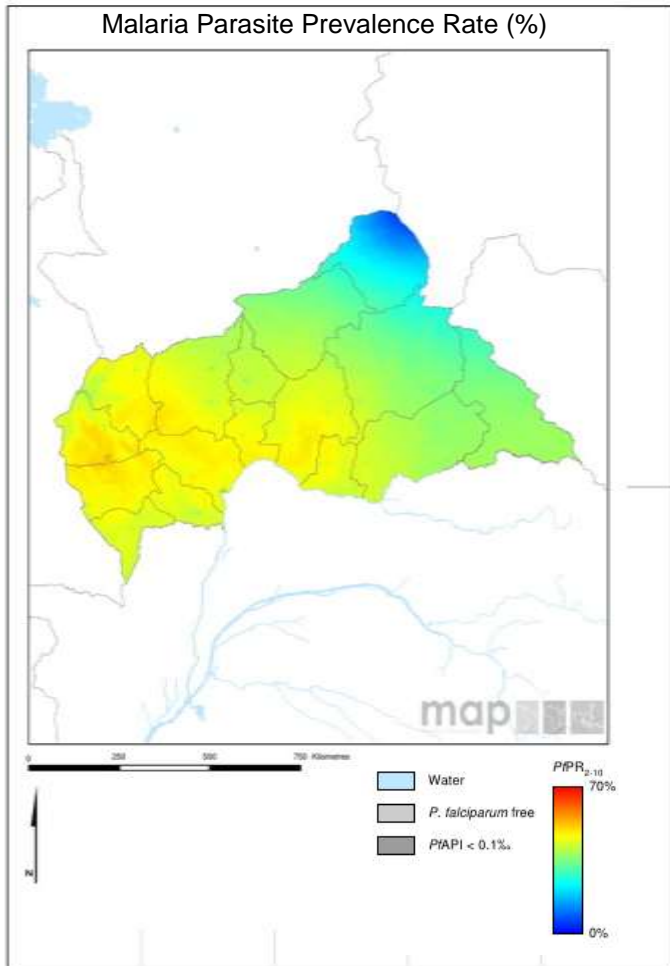 Malaria Parasite Prevalence Rate (%)
map
0 250 500 750 Kilometres
N
Water
P. falciparum free
PfAPI < 0.1‰
PfPR2-10
70%
0%